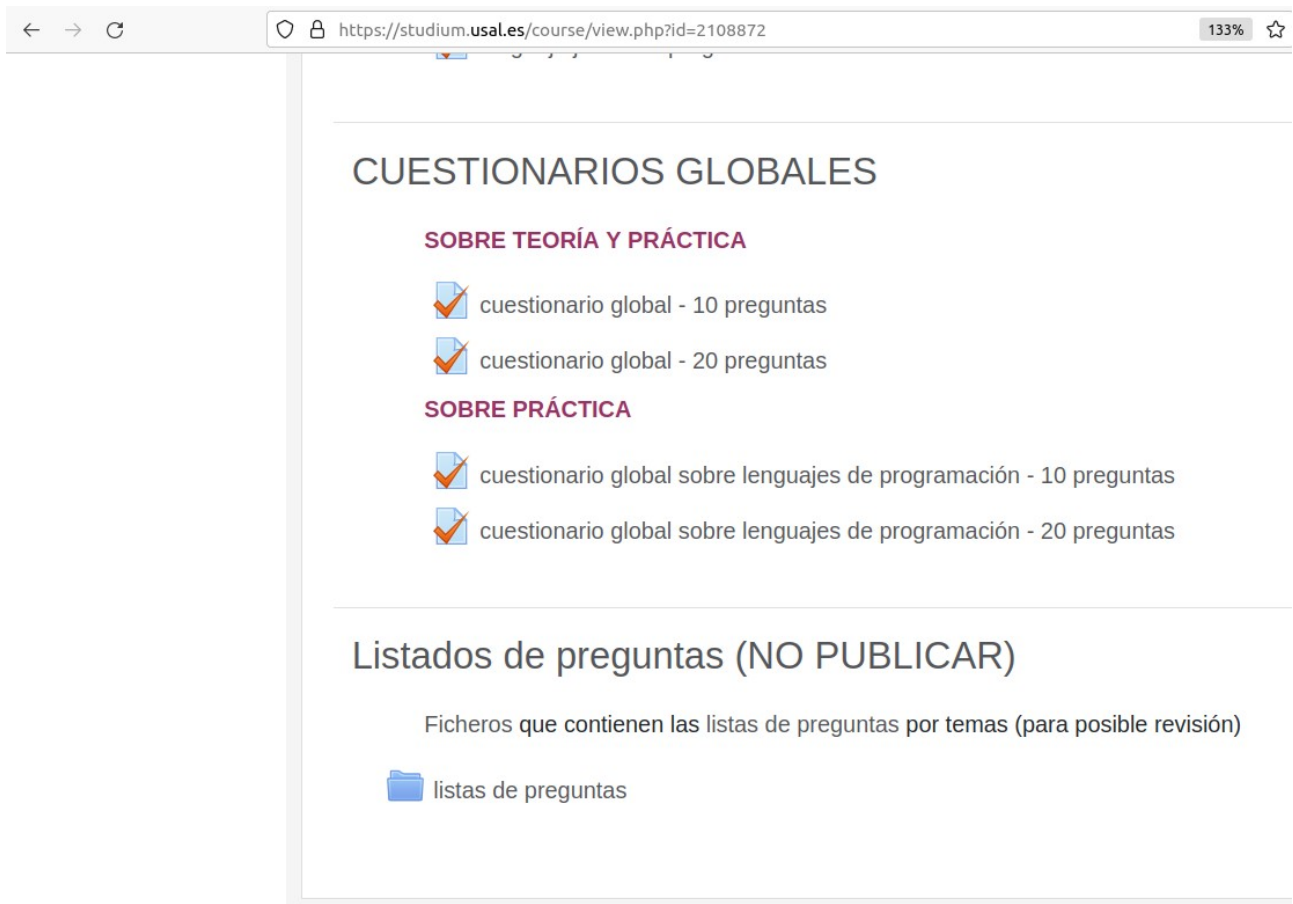 https://studium.usal.es/course/view.php?id=2108872 133%
CUESTIONARIOS GLOBALES
SOBRE TEORÍA Y PRÁCTICA
cuestionario global - 10 preguntas
cuestionario global - 20 preguntas
SOBRE PRÁCTICA
cuestionario global sobre lenguajes de programación - 10 preguntas
cuestionario global sobre lenguajes de programación - 20 preguntas
Listados de preguntas (NO PUBLICAR)
Ficheros que contienen las listas de preguntas por temas (para posible revisión)
listas de preguntas